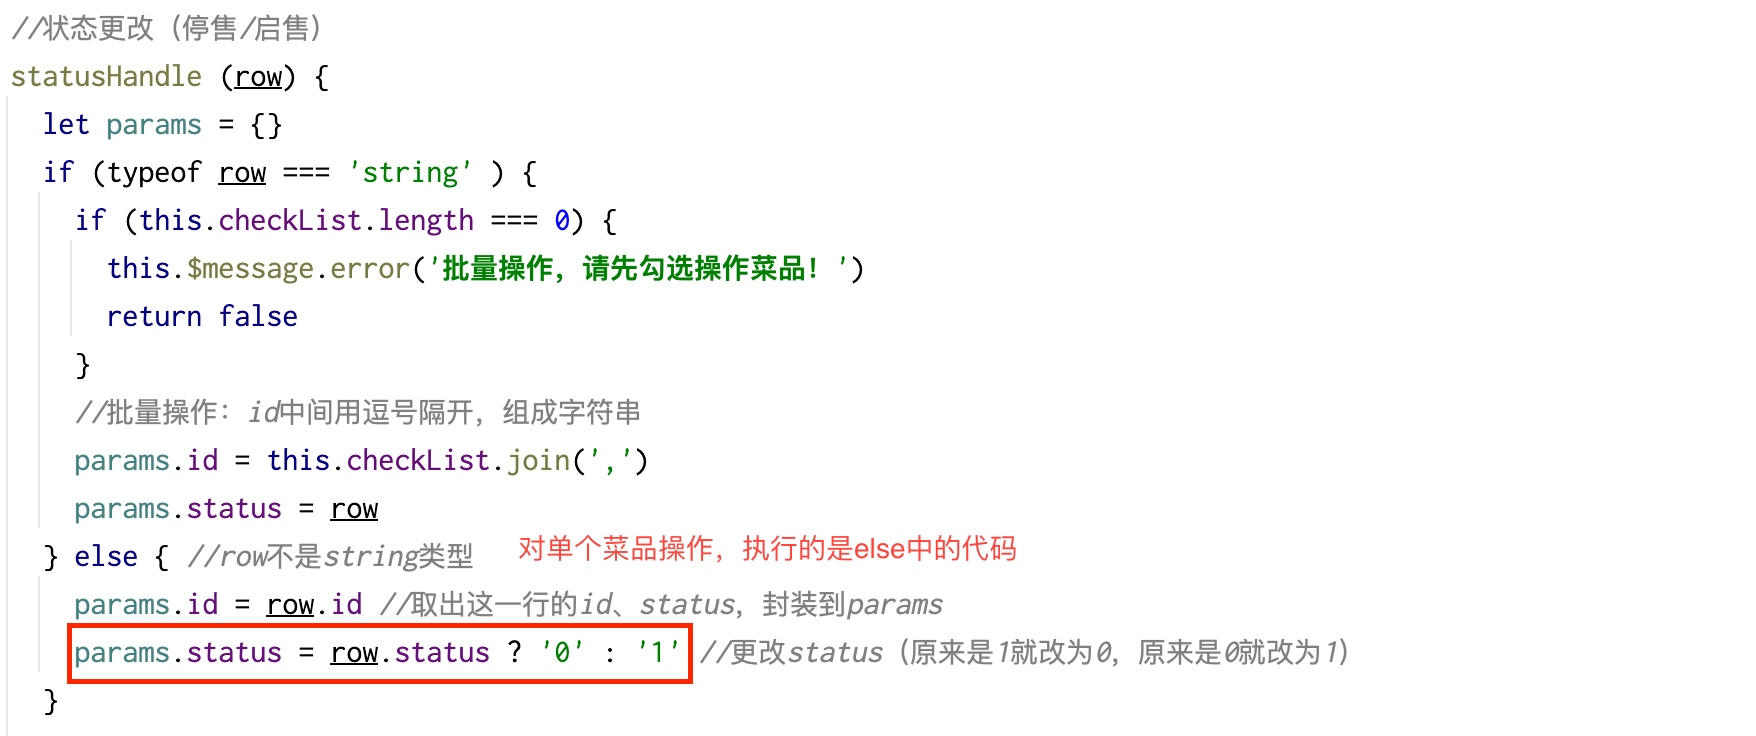 //状态更改（停售/启售）
statusHandle (row) {
let params = {}
if (typeof row === 'string' ) {
if (this.checkList.length === 0) {
this.$message.error('批量操作，请先勾选操作菜品！')
return false
}
//批量操作：id中间用逗号隔开，组成字符串
params.id = this.checkList.join(',')
params.status = row
} else { //row不是string类型 对单个菜品操作，执行的是else中的代码
params.id = row.id //取出这一行的id、status，封装到params
params.status = row.status ? '0' : '1' //更改status（原来是1就改为0，原来是0就改为1）
}